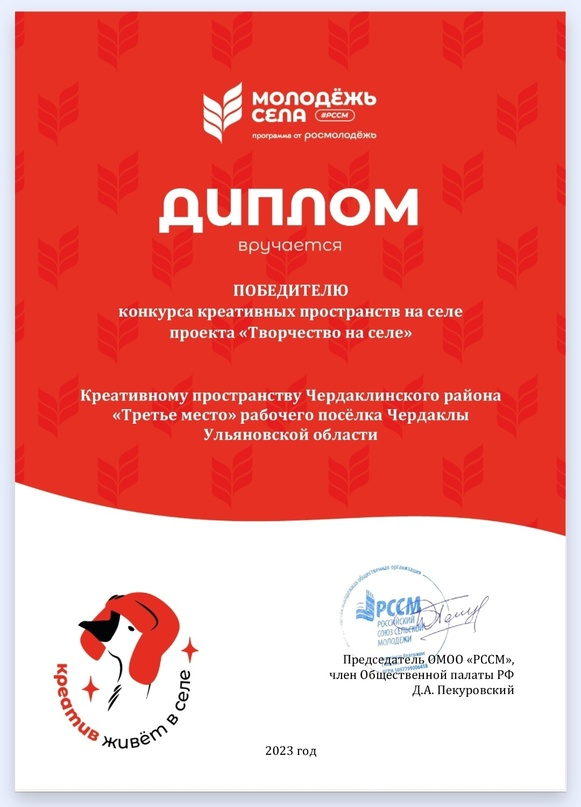 МОЛОДЁЖЬ
СЕЛА #РССМ
программа от росмолодёжь
ДИПЛОМ
вручается
ПОБЕДИТЕЛЮ
конкурса креативных пространств на селе
проекта «Творчество на селе»
Креативному пространству Чердаклинского района
«Третье место» рабочего посёлка Чердаклы
Ульяновской области
РССМ
РОССИЙСКИЙ
СОЮЗ СЕЛЬСКОЙ
МОЛОДЕЖИ
Председатель ОМОО «РССМ»,
член Общественной палаты РФ
Д.А. Пекуровский
креатив живёт в селе
2023 год